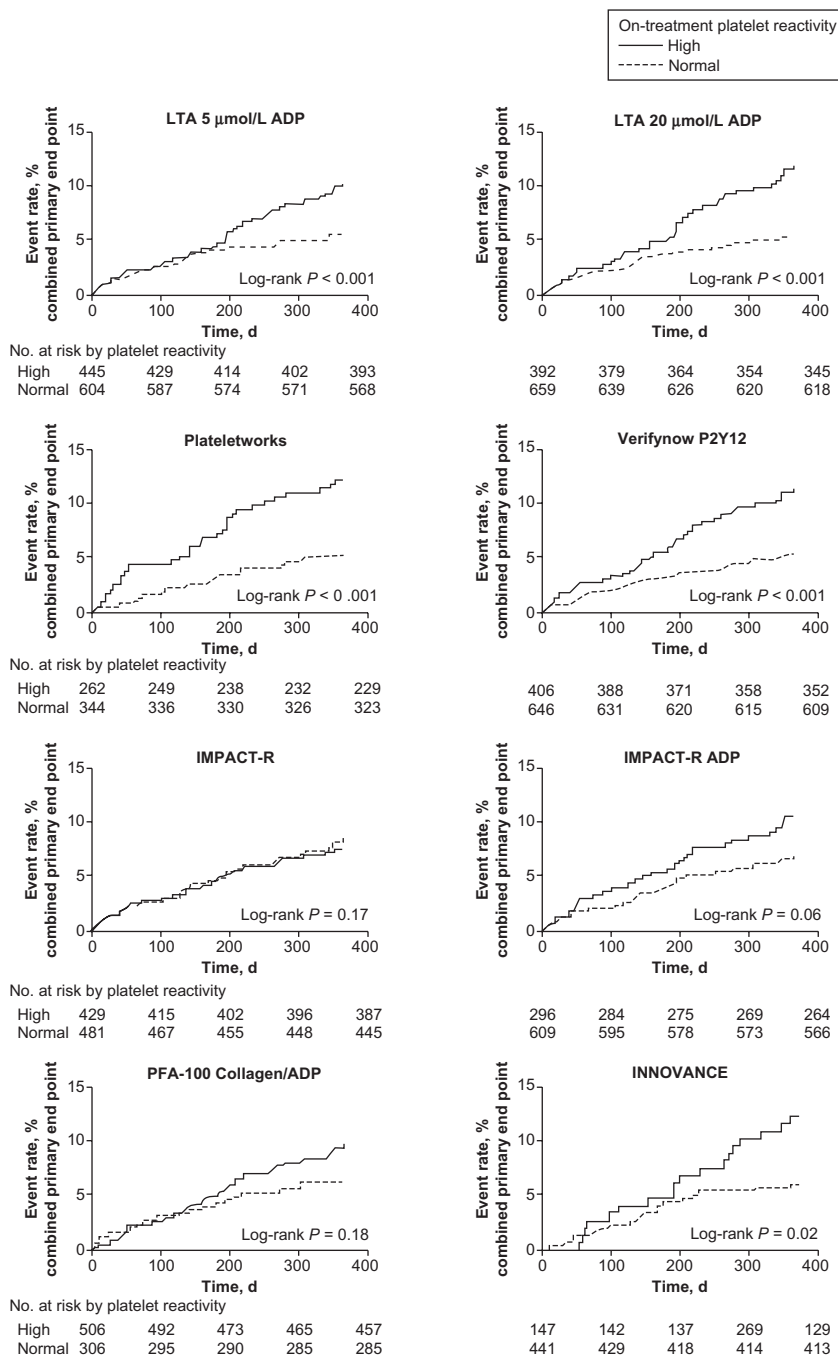 On-treatment platelet reactivity
High
Normal
LTA 5 μmol/L ADP
Event rate, %
combined primary end point
15
10
5
0
Log-rank P < 0.001
0 100 200 300 400
Time, d
No. at risk by platelet reactivity
High 445 429 414 402 393
Normal 604 587 574 571 568
LTA 20 μmol/L ADP
Event rate, %
combined primary end point
15
10
5
0
Log-rank P < 0.001
0 100 200 300 400
Time, d
392 379 364 354 345
659 639 626 620 618
Plateletworks
Event rate, %
combined primary end point
15
10
5
0
Log-rank P < 0 .001
0 100 200 300 400
Time, d
No. at risk by platelet reactivity
High 262 249 238 232 229
Normal 344 336 330 326 323
Verifynow P2Y12
Event rate, %
combined primary end point
15
10
5
0
Log-rank P < 0.001
0 100 200 300 400
Time, d
406 388 371 358 352
646 631 620 615 609
IMPACT-R
Event rate, %
combined primary end point
15
10
5
0
Log-rank P = 0.17
0 100 200 300 400
Time, d
No. at risk by platelet reactivity
High 429 415 402 396 387
Normal 481 467 455 448 445
IMPACT-R ADP
Event rate, %
combined primary end point
15
10
5
0
Log-rank P = 0.06
0 100 200 300 400
Time, d
296 284 275 269 264
609 595 578 573 566
PFA-100 Collagen/ADP
Event rate, %
combined primary end point
15
10
5
0
Log-rank P = 0.18
0 100 200 300 400
Time, d
No. at risk by platelet reactivity
High 506 492 473 465 457
Normal 306 295 290 285 285
INNOVANCE
Event rate, %
combined primary end point
15
10
5
0
Log-rank P = 0.02
0 100 200 300 400
Time, d
147 142 137 269 129
441 429 418 414 413